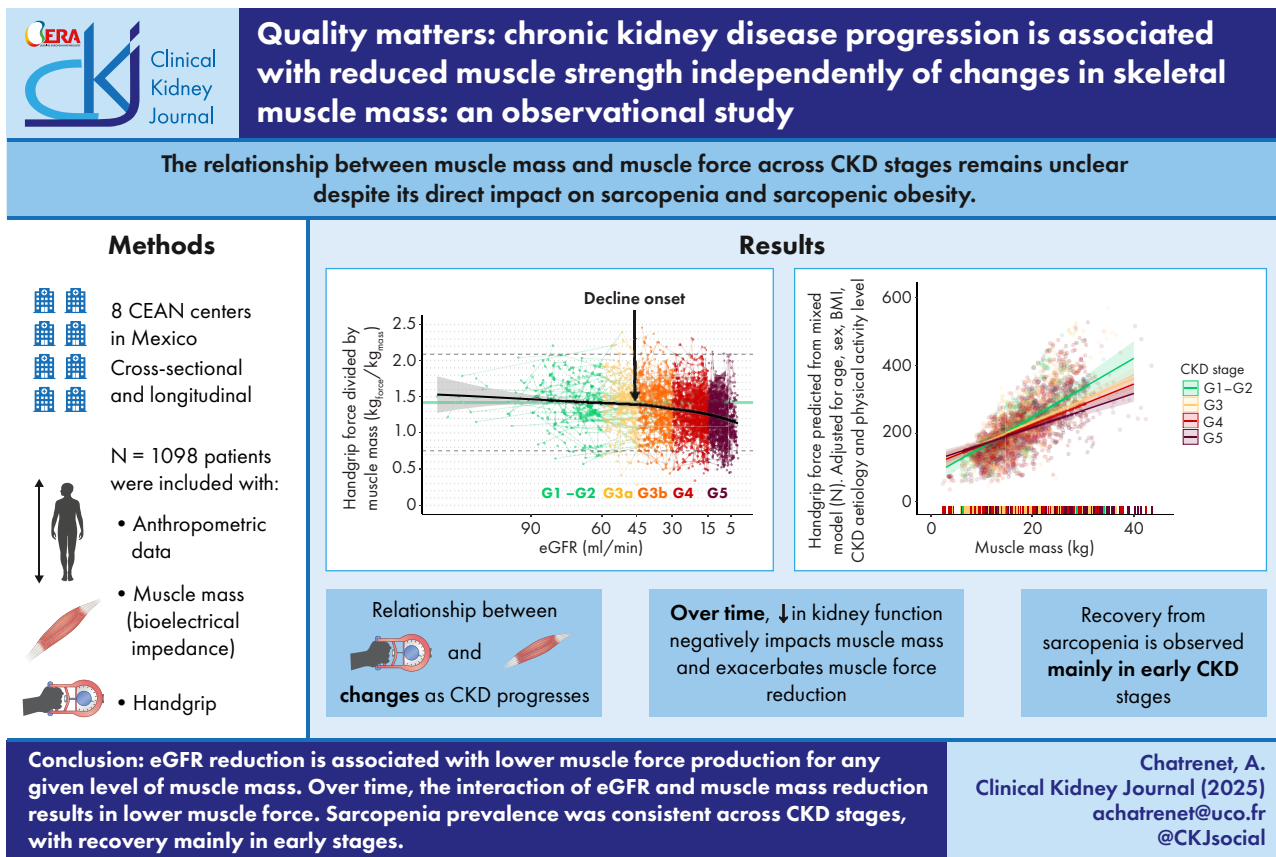 ERA
CKJ
Clinical
Kidney
Journal
Quality matters: chronic kidney disease progression is associated
with reduced muscle strength independently of changes in skeletal
muscle mass: an observational study
The relationship between muscle mass and muscle force across CKD stages remains unclear
despite its direct impact on sarcopenia and sarcopenic obesity.
Methods
8 CEAN centers
in Mexico
Cross-sectional
and longitudinal
N = 1098 patients
were included with:
• Anthropometric
data
• Muscle mass
(bioelectrical
impedance)
• Handgrip
Results
Decline onset
Handgrip force divided by
muscle mass (kgforce/kgmass)
2.5
2.0
1.5
1.0
0.5
0
G1 –G2 G3a G3b G4 G5
90 60 45 30 15 5
eGFR (ml/min)
Handgrip force predicted from mixed
model (N). Adjusted for age, sex, BMI,
CKD aetiology and physical activity level
600
400
200
0
0 20 40
Muscle mass (kg)
CKD stage
G1–G2
G3
G4
G5
Relationship between
and
changes as CKD progresses
Over time, ↓in kidney function
negatively impacts muscle mass
and exacerbates muscle force
reduction
Recovery from
sarcopenia is observed
mainly in early CKD
stages
Conclusion: eGFR reduction is associated with lower muscle force production for any
given level of muscle mass. Over time, the interaction of eGFR and muscle mass reduction
results in lower muscle force. Sarcopenia prevalence was consistent across CKD stages,
with recovery mainly in early stages.
Chatrenet, A.
Clinical Kidney Journal (2025)
achatrenet@uco.fr
@CKJsocial